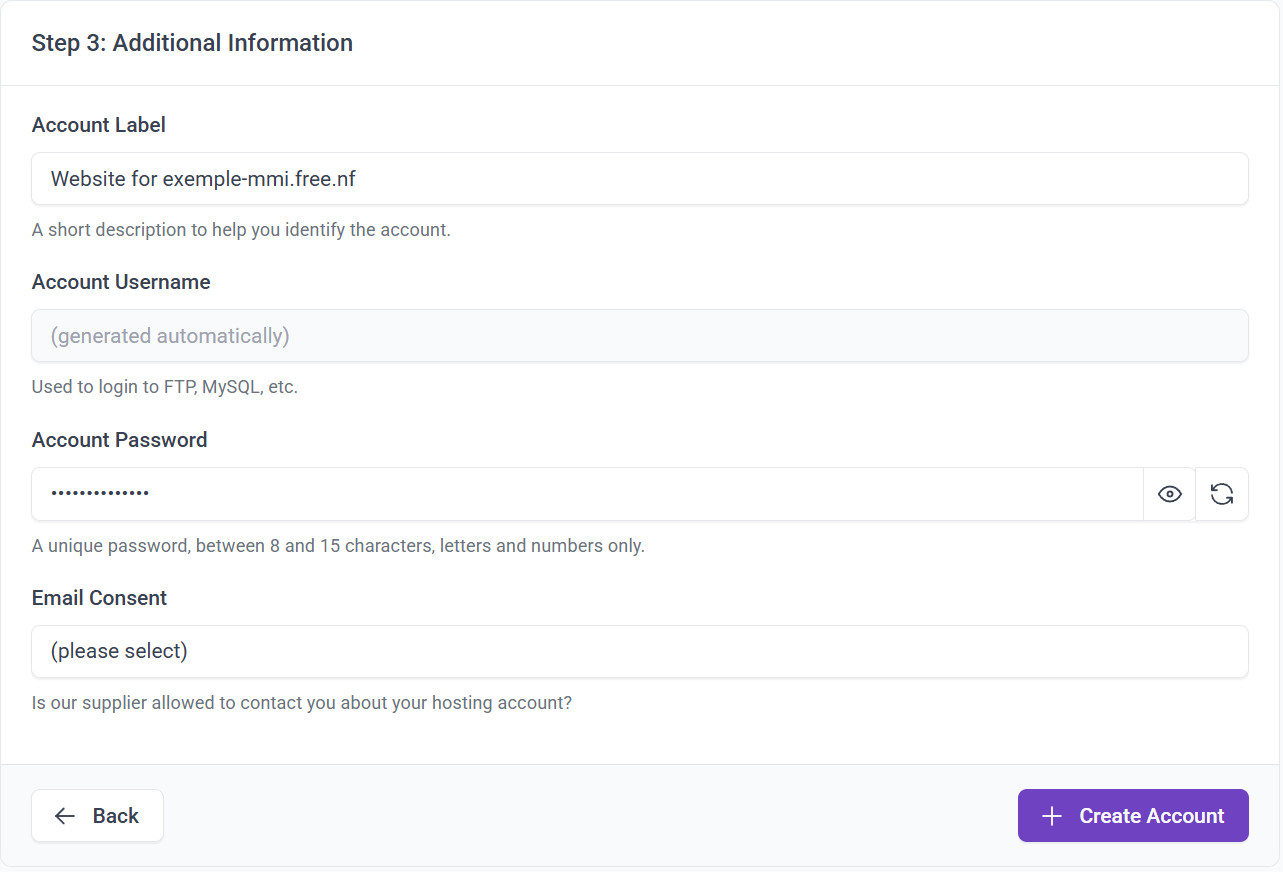 Step 3: Additional Information
Account Label
Website for exemple-mmi.free.nf
A short description to help you identify the account.
Account Username
(generated automatically)
Used to login to FTP, MySQL, etc.
Account Password
••••••••••••••
A unique password, between 8 and 15 characters, letters and numbers only.
Email Consent
(please select)
Is our supplier allowed to contact you about your hosting account?
Back
Create Account